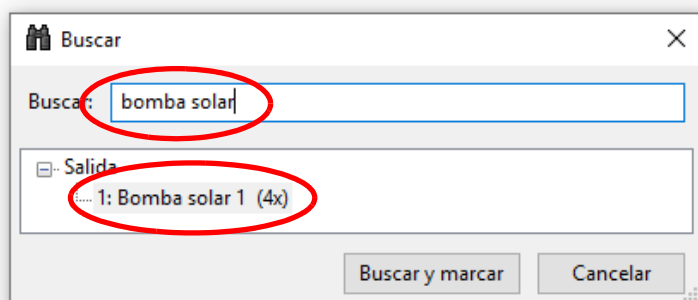 Buscar
Buscar: bomba solar
Salida
1: Bomba solar 1 (4x)
Buscar y marcar Cancelar